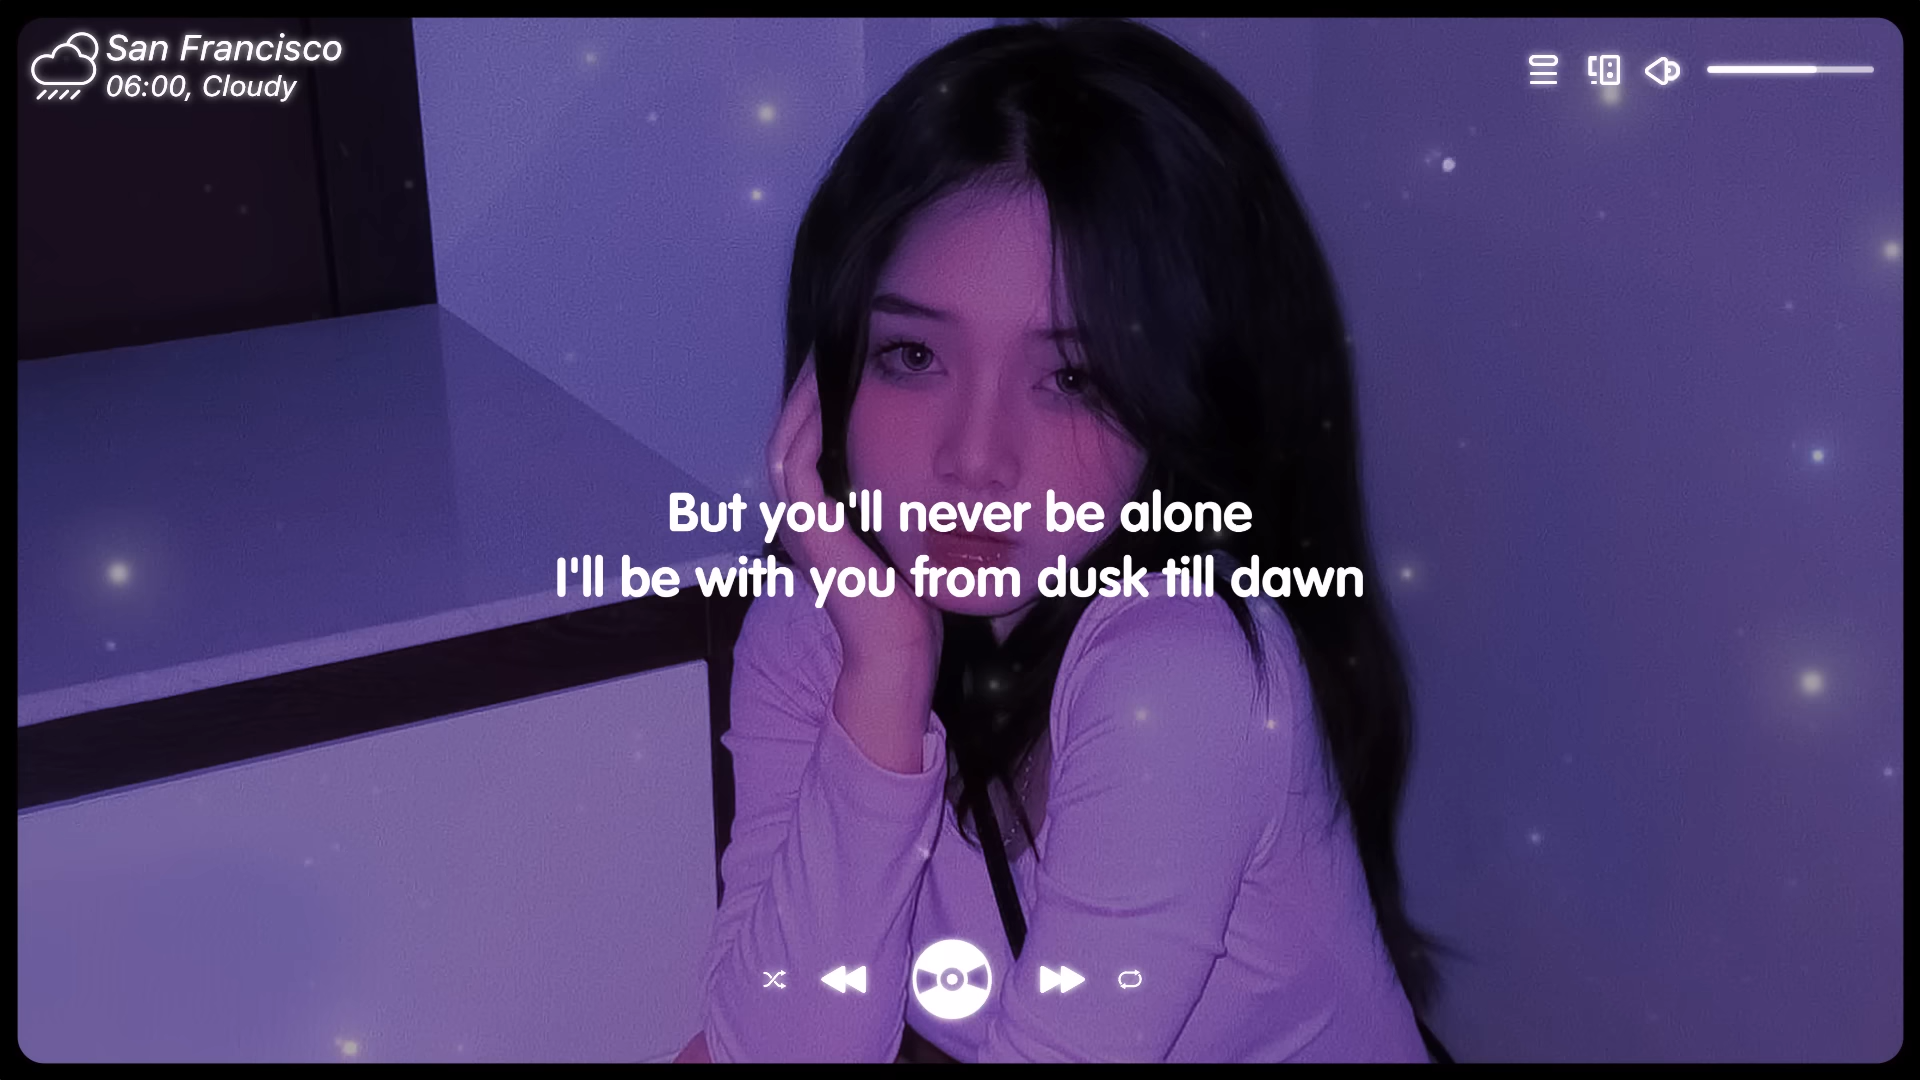 San Francisco
06:00, Cloudy
But you'll never be alone
I'll be with you from dusk till dawn